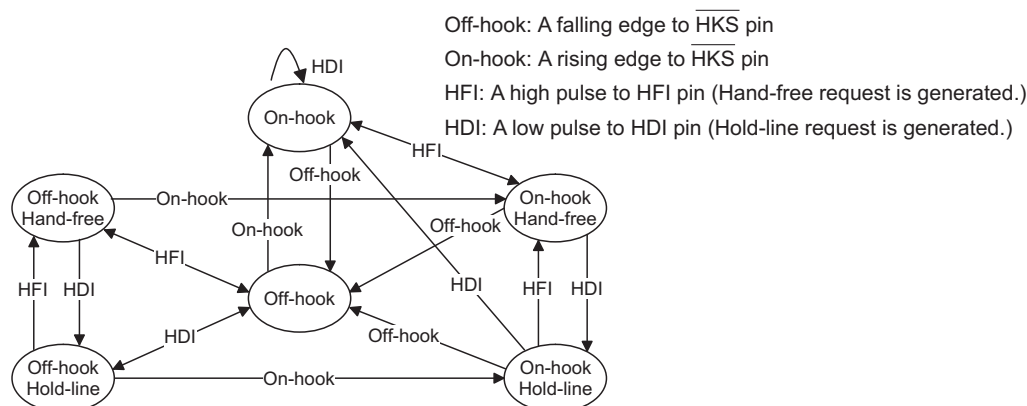 Off-hook: A falling edge to HKS pin
On-hook: A rising edge to HKS pin
HFI: A high pulse to HFI pin (Hand-free request is generated.)
HDI: A low pulse to HDI pin (Hold-line request is generated.)
HDI
On-hook
HFI
Off-hook
Off-hook
Hand-free
On-hook
On-hook
Hand-free
On-hook
Off-hook
HFI
HFI
HDI
Off-hook
HDI
HFI
HDI
HDI
Off-hook
Off-hook
Hold-line
On-hook
On-hook
Hold-line